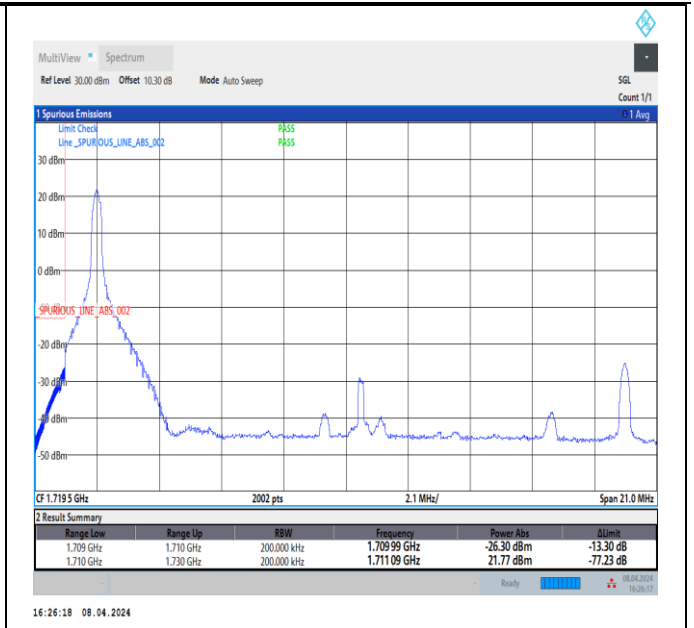 MultiView Spectrum
Ref Level 30.00 dBm Offset 10.30 dB Mode Auto Sweep SGL
Count 1/1
1 Spurious Emissions 1 Avg
Limit Check PASS
Line _SPURIOUS_LINE_ABS_002 PASS
30 dBm
20 dBm
10 dBm
0 dBm
SPURIOUS_LINE_ABS_002
-20 dBm
-30 dBm
-40 dBm
-50 dBm
CF 1.7195 GHz 2002 pts 2.1 MHz/ Span 21.0 MHz
2 Result Summary
Range Low Range Up RBW Frequency Power Abs ΔLimit
1.709 GHz 1.710 GHz 200.000 kHz 1.70999 GHz -26.30 dBm -13.30 dB
1.710 GHz 1.730 GHz 200.000 kHz 1.71109 GHz 21.77 dBm -77.23 dB
Ready 08.04.2024
16:26:17
16:26:18 08.04.2024